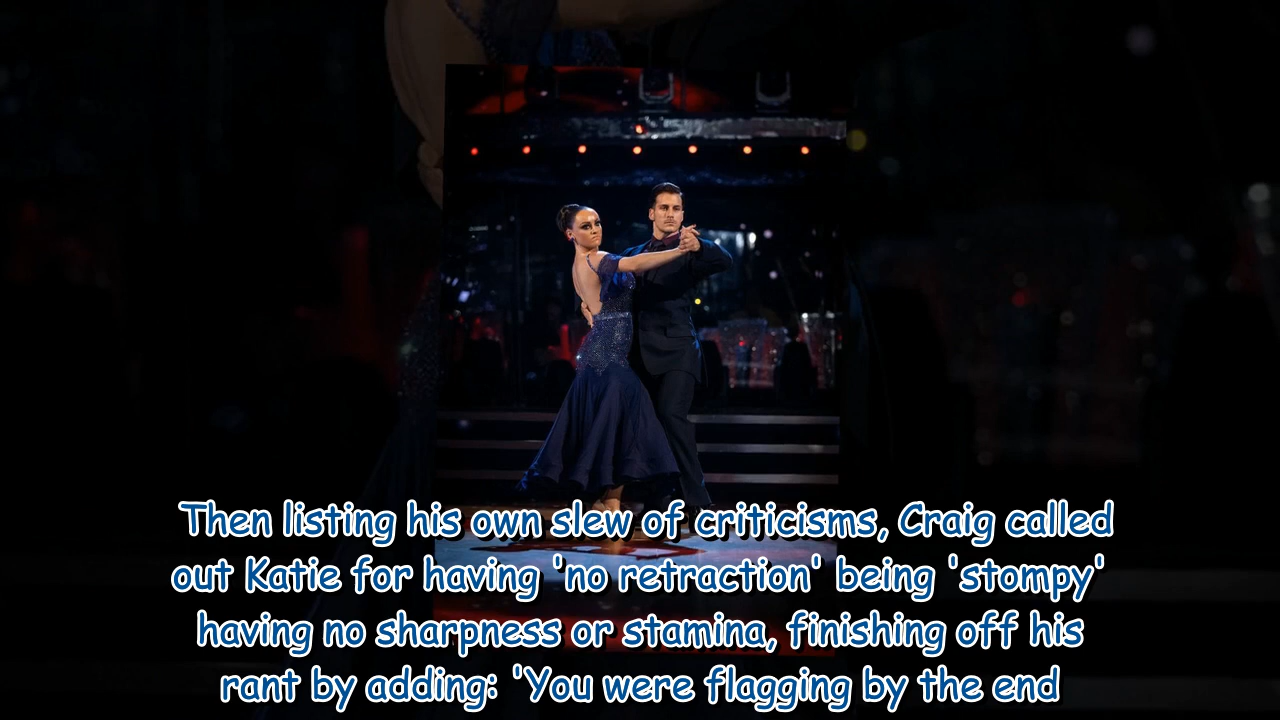 Then listing his own slew of criticisms, Craig called
out Katie for having 'no retraction' being 'stompy'
having no sharpness or stamina, finishing off his
rant by adding: 'You were flagging by the end